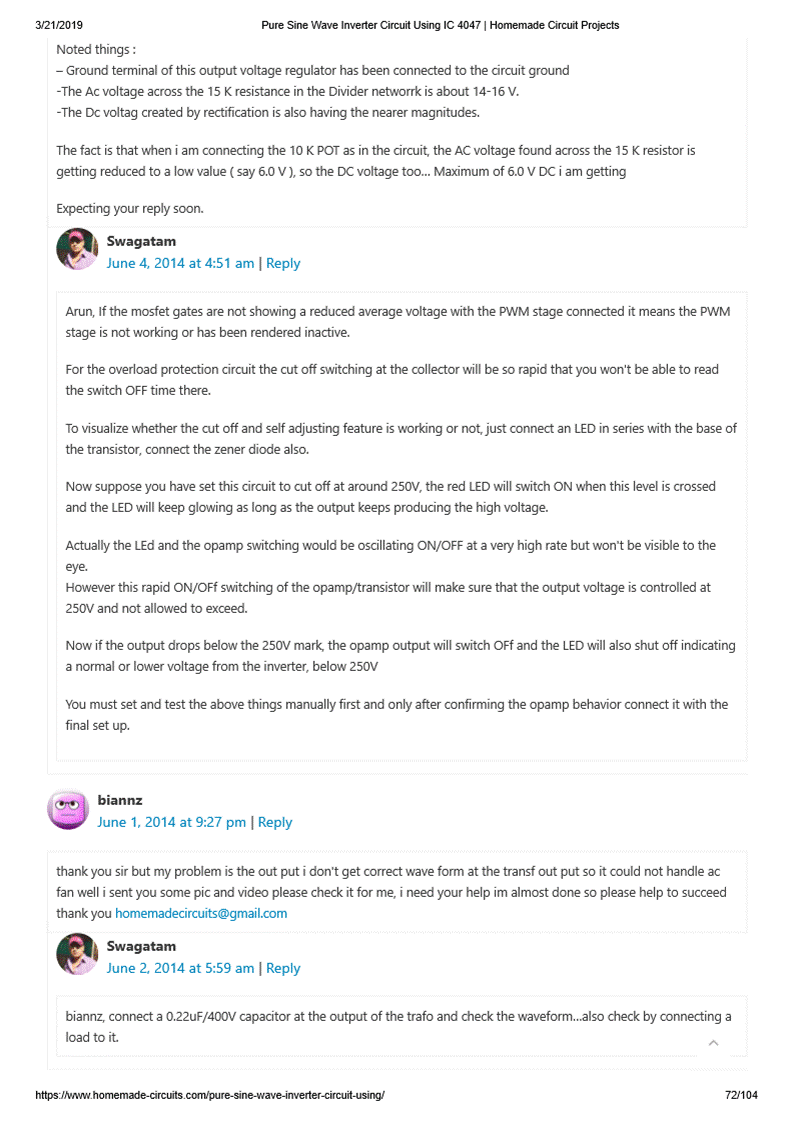 3/21/2019 Pure Sine Wave Inverter Circuit Using IC 4047 | Homemade Circuit Projects
Noted things :
– Ground terminal of this output voltage regulator has been connected to the circuit ground
-The Ac voltage across the 15 K resistance in the Divider networrk is about 14-16 V.
-The Dc voltag created by rectification is also having the nearer magnitudes.
The fact is that when i am connecting the 10 K POT as in the circuit, the AC voltage found across the 15 K resistor is
getting reduced to a low value ( say 6.0 V ), so the DC voltage too... Maximum of 6.0 V DC i am getting
Expecting your reply soon.
Swagatam
June 4, 2014 at 4:51 am | Reply
Arun, If the mosfet gates are not showing a reduced average voltage with the PWM stage connected it means the PWM
stage is not working or has been rendered inactive.
For the overload protection circuit the cut off switching at the collector will be so rapid that you won't be able to read
the switch OFF time there.
To visualize whether the cut off and self adjusting feature is working or not, just connect an LED in series with the base of
the transistor, connect the zener diode also.
Now suppose you have set this circuit to cut off at around 250V, the red LED will switch ON when this level is crossed
and the LED will keep glowing as long as the output keeps producing the high voltage.
Actually the LEd and the opamp switching would be oscillating ON/OFF at a very high rate but won't be visible to the
eye.
However this rapid ON/OFf switching of the opamp/transistor will make sure that the output voltage is controlled at
250V and not allowed to exceed.
Now if the output drops below the 250V mark, the opamp output will switch OFf and the LED will also shut off indicating
a normal or lower voltage from the inverter, below 250V
You must set and test the above things manually first and only after confirming the opamp behavior connect it with the
final set up.
biannz
June 1, 2014 at 9:27 pm | Reply
thank you sir but my problem is the out put i don't get correct wave form at the transf out put so it could not handle ac
fan well i sent you some pic and video please check it for me, i need your help im almost done so please help to succeed
thank you homemadecircuits@gmail.com
Swagatam
June 2, 2014 at 5:59 am | Reply
biannz, connect a 0.22uF/400V capacitor at the output of the trafo and check the waveform...also check by connecting a
load to it.
https://www.homemade-circuits.com/pure-sine-wave-inverter-circuit-using/ 72/104